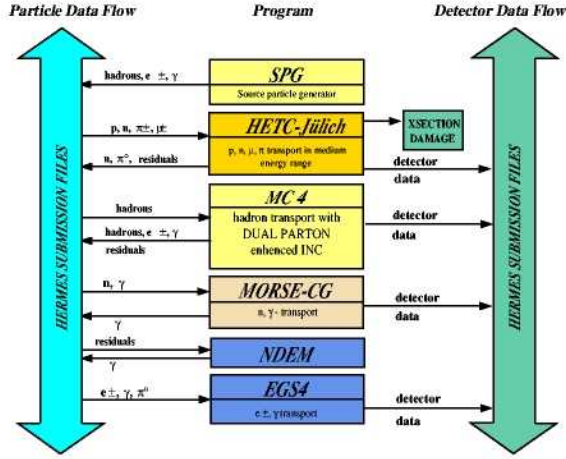 Particle Data Flow
Program
Detector Data Flow
HERMES SUBMISSION FILES
hadrons, e ±, γ
SPG
Source particle generator
p, n, π±, μ±
n, π°, residuals
HETC-Jülich
p, n, μ, π transport in medium
energy range
XSECTION
DAMAGE
detector
data
hadrons
hadrons, e ±, γ
residuals
MC 4
hadron transport with
DUAL PARTON
enhenced INC
detector
data
n, γ
γ
MORSE-CG
n, γ- transport
detector
data
residuals
γ
NDEM
e±, γ, π°
EGS4
e ±, γ transport
detector
data
HERMES SUBMISSION FILES